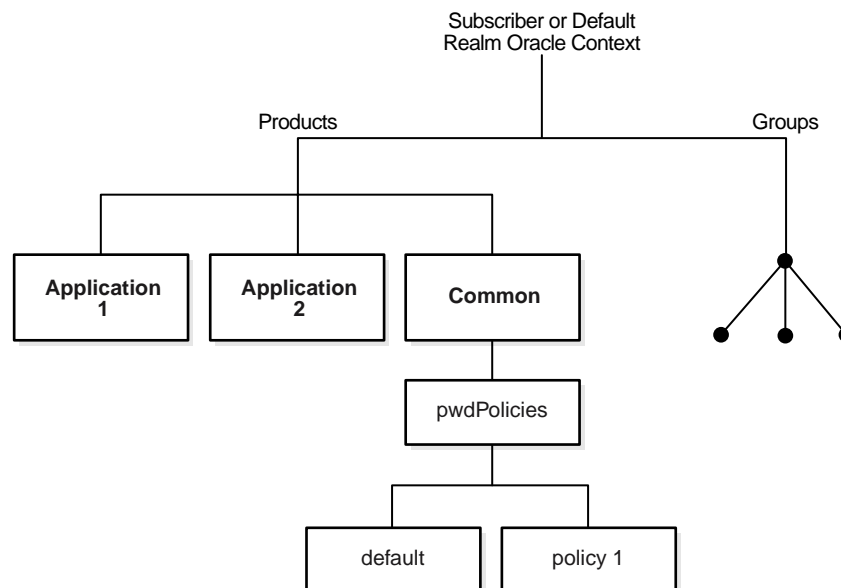 Subscriber or Default
Realm Oracle Context
Products
Groups
Application
1
Application
2
Common
pwdPolicies
default
policy 1